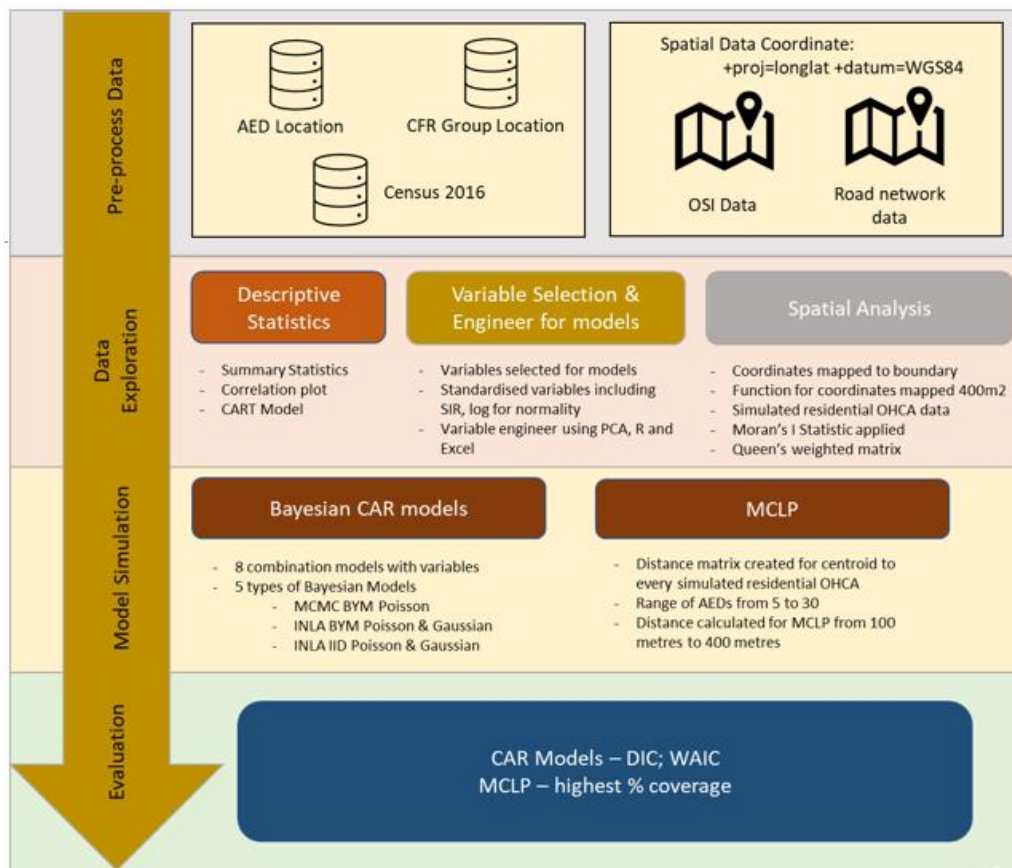 Pre-process Data
AED Location
CFR Group Location
Census 2016
Spatial Data Coordinate:
+proj=longlat +datum=WGS84
OSI Data
Road network
data
Data
Exploration
Descriptive
Statistics
- Summary Statistics
- Correlation plot
- CART Model
Variable Selection &
Engineer for models
- Variables selected for models
- Standardised variables including
SIR, log for normality
- Variable engineer using PCA, R and
Excel
Spatial Analysis
- Coordinates mapped to boundary
- Function for coordinates mapped 400m2
- Simulated residential OHCA data
- Moran's I Statistic applied
- Queen's weighted matrix
Model Simulation
Bayesian CAR models
- 8 combination models with variables
- 5 types of Bayesian Models
- MCMC BYM Poisson
- INLA BYM Poisson & Gaussian
- INLA IID Poisson & Gaussian
MCLP
- Distance matrix created for centroid to
every simulated residential OHCA
- Range of AEDs from 5 to 30
- Distance calculated for MCLP from 100
metres to 400 metres
Evaluation
CAR Models – DIC; WAIC
MCLP – highest % coverage